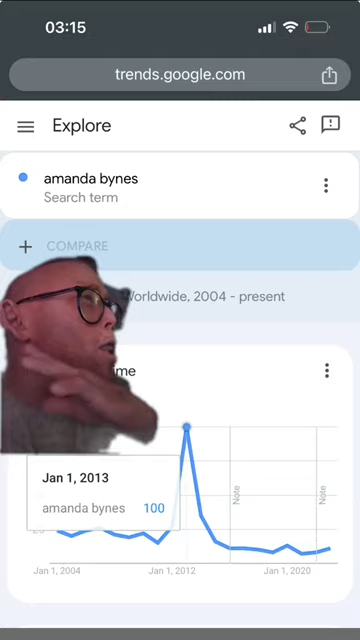 03:15
trends.google.com
Explore
amanda bynes
Search term
+ COMPARE
Worldwide, 2004 - present
me
Jan 1, 2013
amanda bynes 100
Note
Note
Jan 1, 2004
Jan 1, 2012
Jan 1, 2020